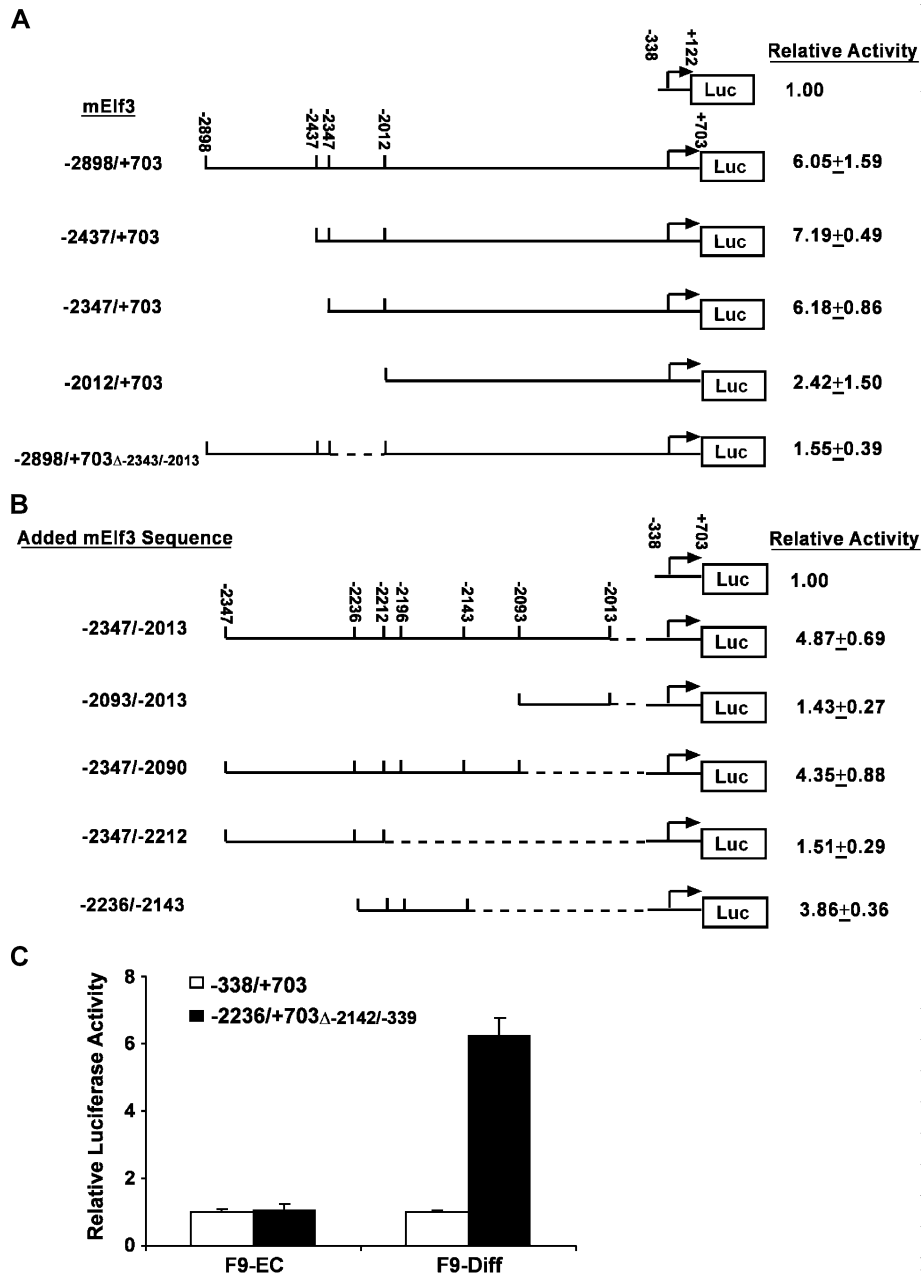 A
-338
+122
Relative Activity
Luc
1.00
mElf3
-2898
-2437
-2347
-2012
+703
-2898/+703
Luc
6.05±1.59
-2437/+703
Luc
7.19±0.49
-2347/+703
Luc
6.18±0.86
-2012/+703
Luc
2.42±1.50
-2898/+703Δ-2343/-2013
Luc
1.55±0.39
B
Added mElf3 Sequence
-338
+703
Relative Activity
Luc
1.00
-2347
-2236
-2212
-2196
-2143
-2093
-2013
-2347/-2013
Luc
4.87±0.69
-2093/-2013
Luc
1.43±0.27
-2347/-2090
Luc
4.35±0.88
-2347/-2212
Luc
1.51±0.29
-2236/-2143
Luc
3.86±0.36
C
Relative Luciferase Activity
8
6
4
2
0
-338/+703
-2236/+703Δ-2142/-339
F9-EC
F9-Diff